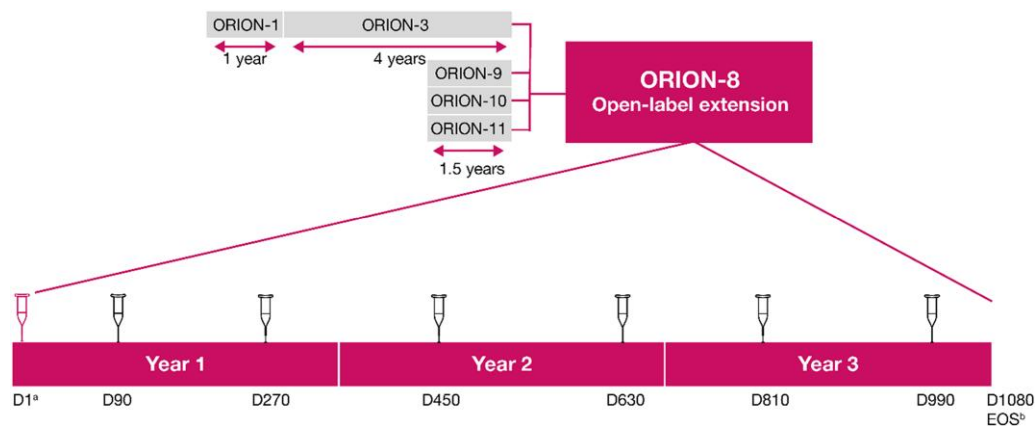 ORION-1 ORION-3
1 year 4 years
ORION-9
ORION-10
ORION-11
1.5 years
ORION-8
Open-label extension
Year 1 Year 2 Year 3
D1ᵃ D90 D270 D450 D630 D810 D990 D1080
EOSᵇ